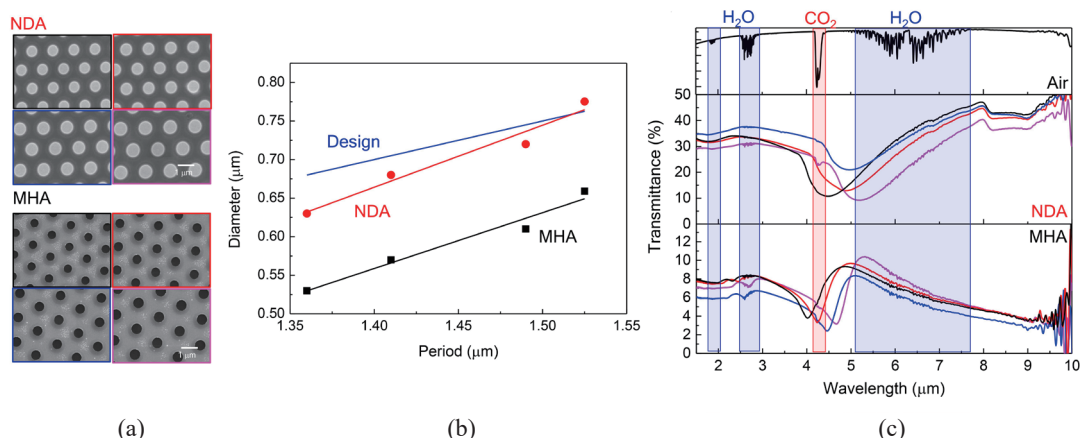 NDA
1 μm
MHA
1 μm
(a)
Diameter (μm)
0.80
0.75
0.70
0.65
0.60
0.55
0.50
Design
NDA
MHA
1.35
1.40
1.45
1.50
1.55
Period (μm)
(b)
H₂O
CO₂
H₂O
Air
Transmittance (%)
50
40
30
20
10
0
NDA
12
10
8
6
4
2
0
MHA
2
3
4
5
6
7
8
9
10
Wavelength (μm)
(c)